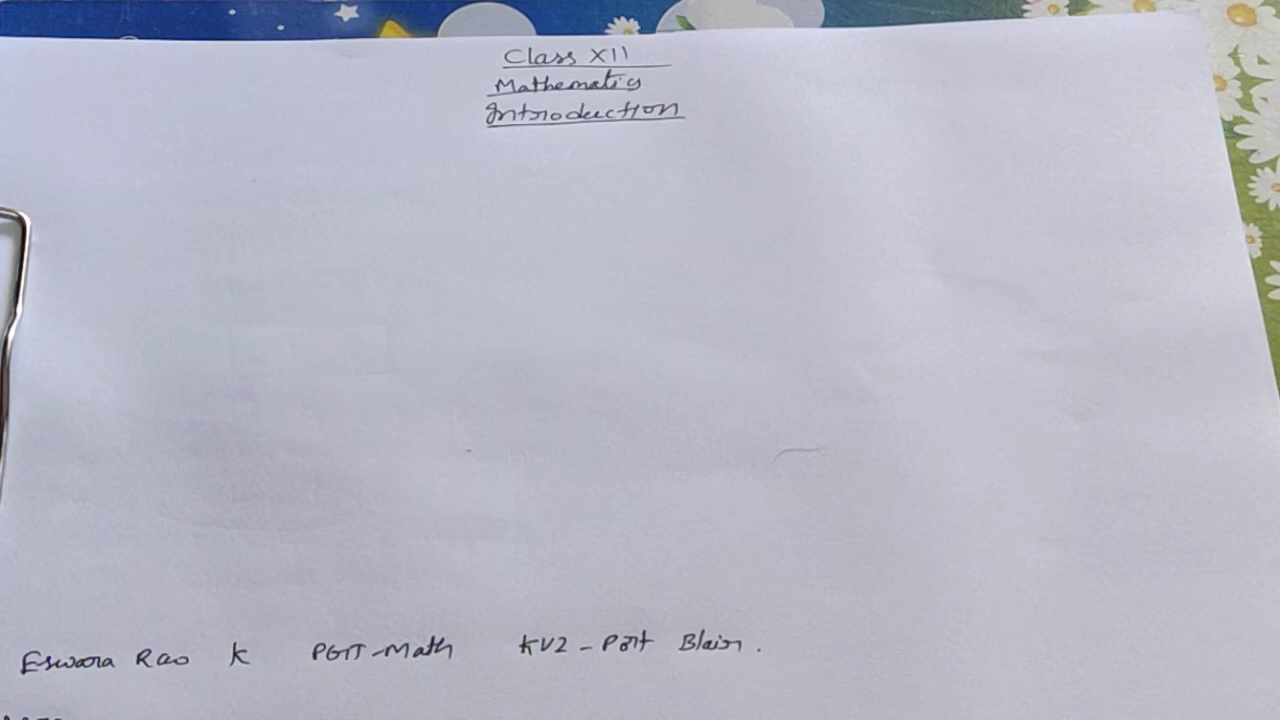 Class XII
Mathematics
Introduction
Eswara Rao K PGT-Math KV2-Port Blair.